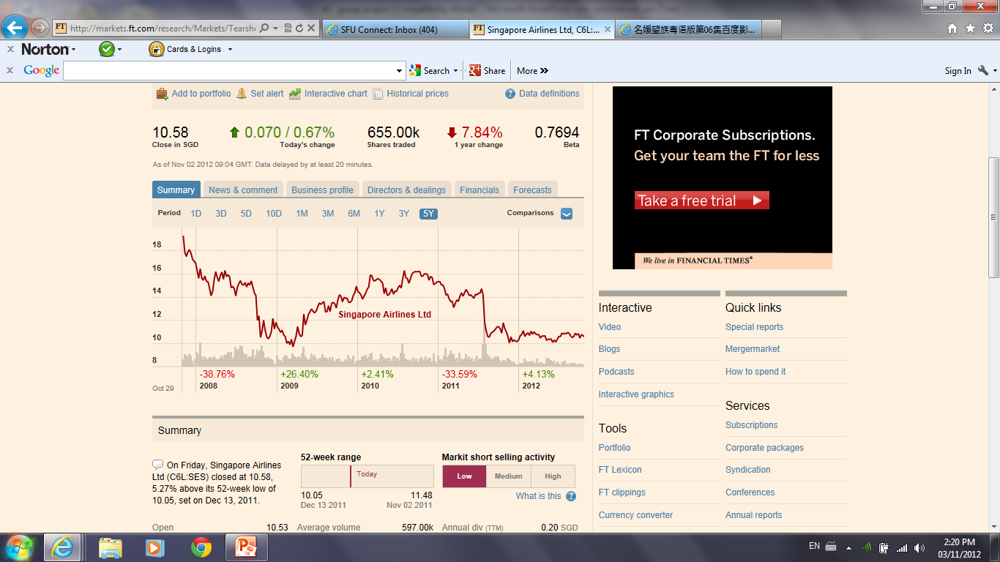 http://markets.ft.com/research/Markets/Tearshe
SFU Connect: Inbox (404)
Singapore Airlines Ltd, C6L:...
名媛望族粤语版第06集百度影...
Norton
Cards & Logins
Google
Search
Share
More
Sign In
Add to portfolio
Set alert
Interactive chart
Historical prices
Data definitions
10.58
0.070 / 0.67%
655.00k
7.84%
0.7694
Close in SGD
Today's change
Shares traded
1 year change
Beta
As of Nov 02 2012 09:04 GMT. Data delayed by at least 20 minutes.
Summary
News & comment
Business profile
Directors & dealings
Financials
Forecasts
Period
1D
3D
5D
10D
1M
3M
6M
1Y
3Y
5Y
Comparisons
18
16
14
12
10
8
Singapore Airlines Ltd
-38.76%
+26.40%
+2.41%
-33.59%
+4.13%
Oct 29
2008
2009
2010
2011
2012
Summary
On Friday, Singapore Airlines
Ltd (C6L:SES) closed at 10.58,
5.27% above its 52-week low of
10.05, set on Dec 13, 2011.
52-week range
Today
10.05
11.48
Dec 13 2011
Nov 02 2011
Markit short selling activity
Low
Medium
High
What is this
Open
10.53
Average volume
597.00k
Annual div (TTM)
0.20 SGD
FT Corporate Subscriptions.
Get your team the FT for less
Take a free trial
We live in FINANCIAL TIMES®
Interactive
Video
Blogs
Podcasts
Interactive graphics
Tools
Portfolio
FT Lexicon
FT clippings
Currency converter
Quick links
Special reports
Mergermarket
How to spend it
Services
Subscriptions
Corporate packages
Syndication
Conferences
Annual reports
EN
2:20 PM
03/11/2012